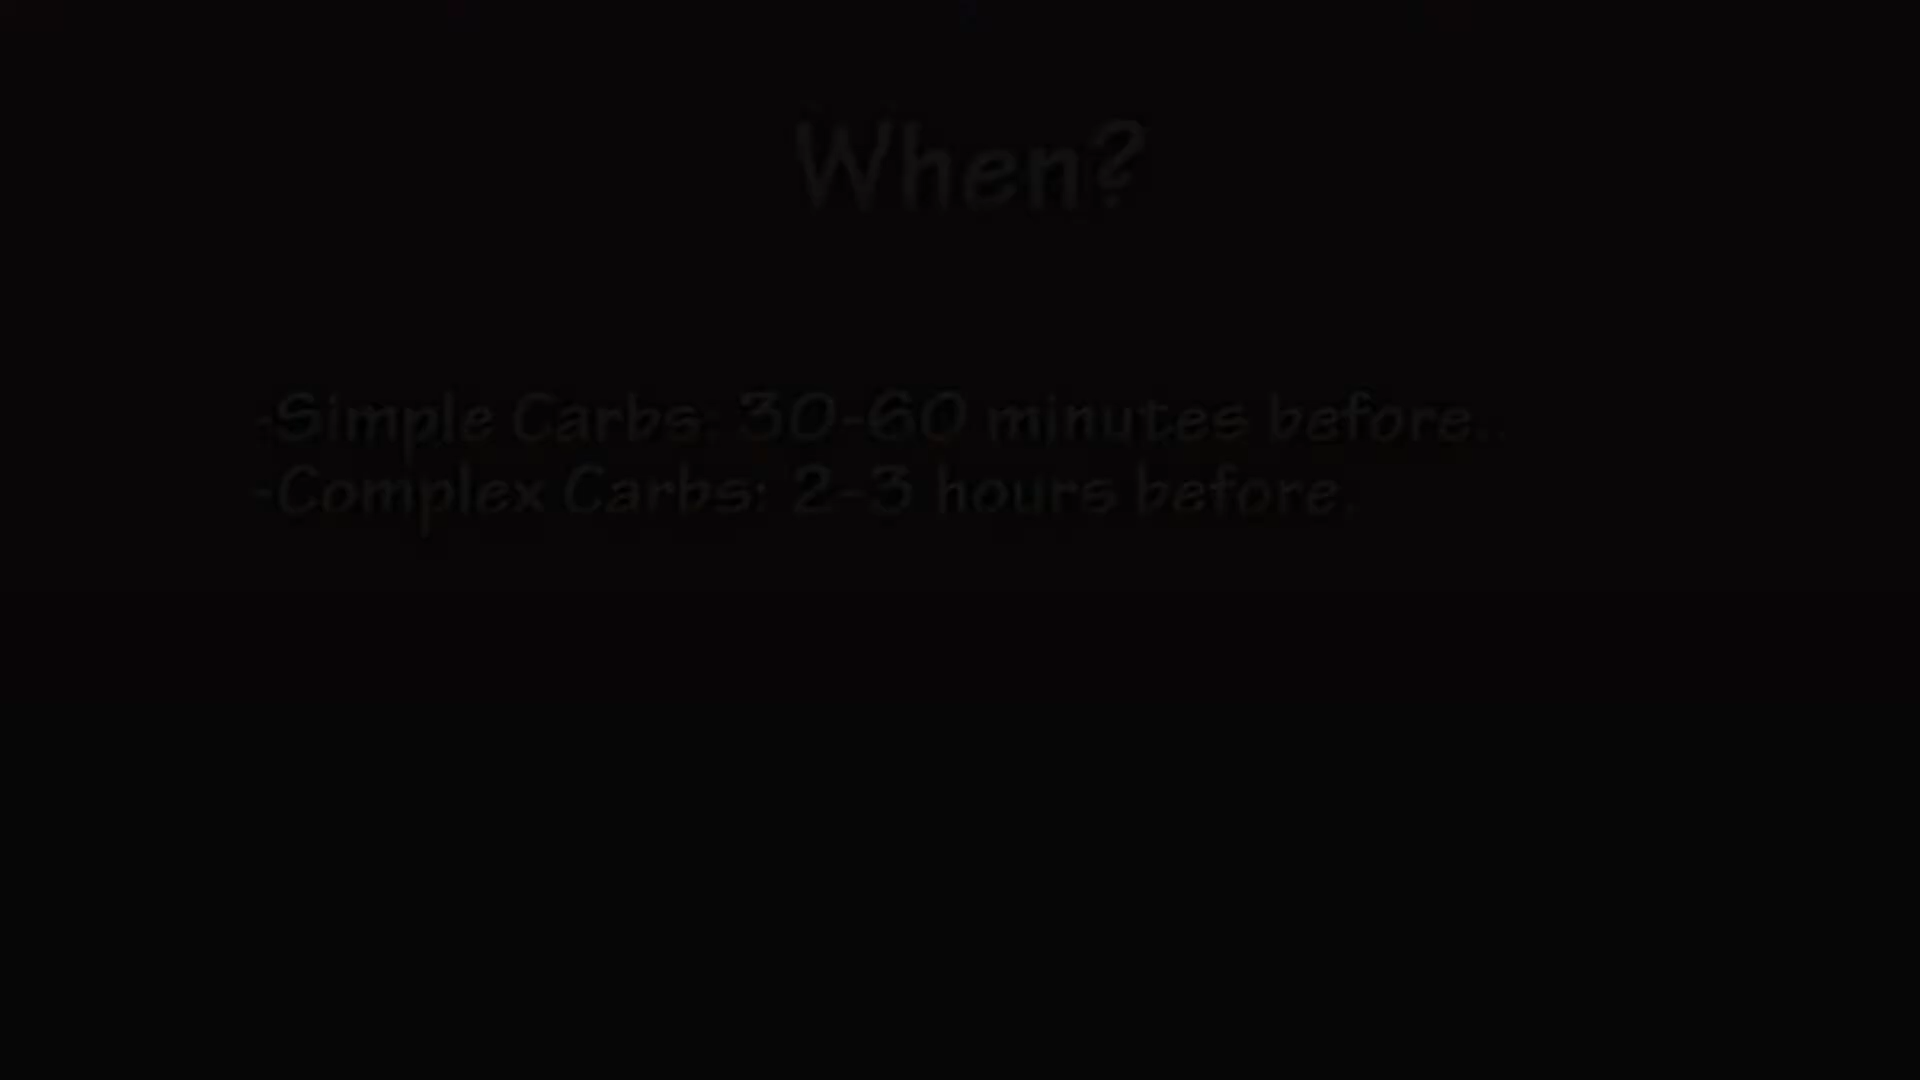 When?
-Simple Carbs: 30-60 minutes before..
-Complex Carbs: 2-3 hours before.